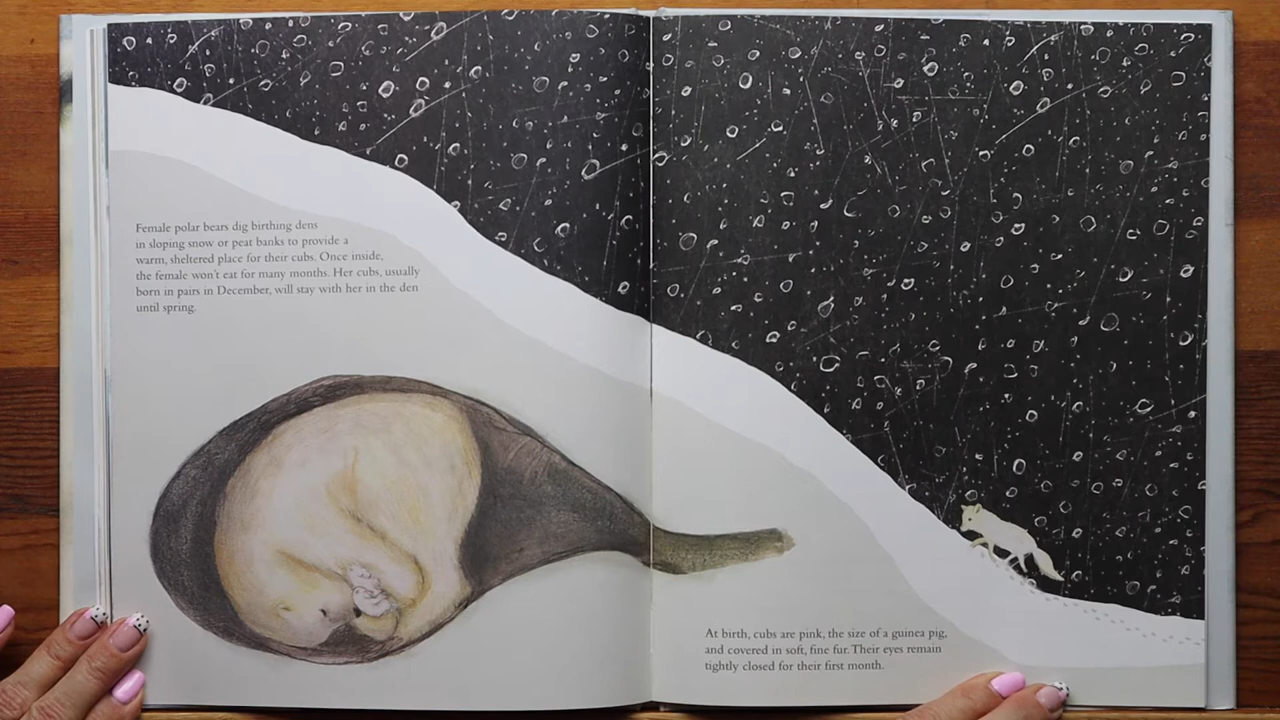 Female polar bears dig birthing dens
in sloping snow or peat banks to provide a
warm, sheltered place for their cubs. Once inside,
the female won't eat for many months. Her cubs, usually
born in pairs in December, will stay with her in the den
until spring.
At birth, cubs are pink, the size of a guinea pig,
and covered in soft, fine fur. Their eyes remain
tightly closed for their first month.